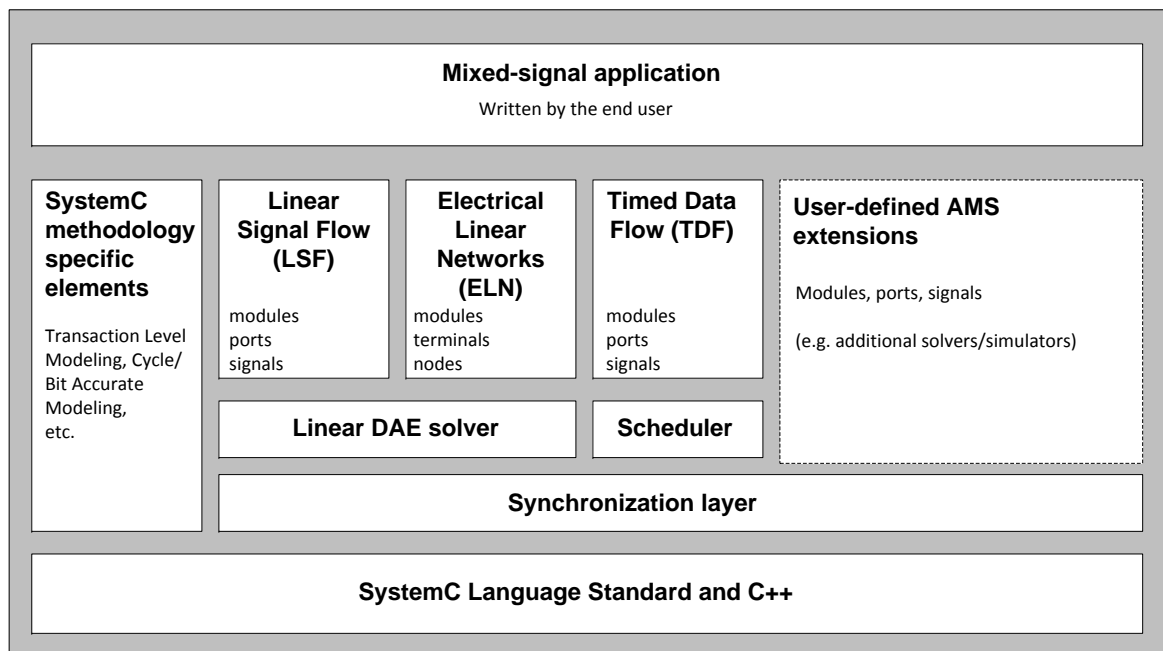 Mixed-signal application
Written by the end user
SystemC
methodology
specific
elements
Transaction Level
Modeling, Cycle/
Bit Accurate
Modeling,
etc.
Linear
Signal Flow
(LSF)
modules
ports
signals
Electrical
Linear
Networks
(ELN)
modules
terminals
nodes
Timed Data
Flow (TDF)
modules
ports
signals
User-defined AMS
extensions
Modules, ports, signals
(e.g. additional solvers/simulators)
Linear DAE solver
Scheduler
Synchronization layer
SystemC Language Standard and C++